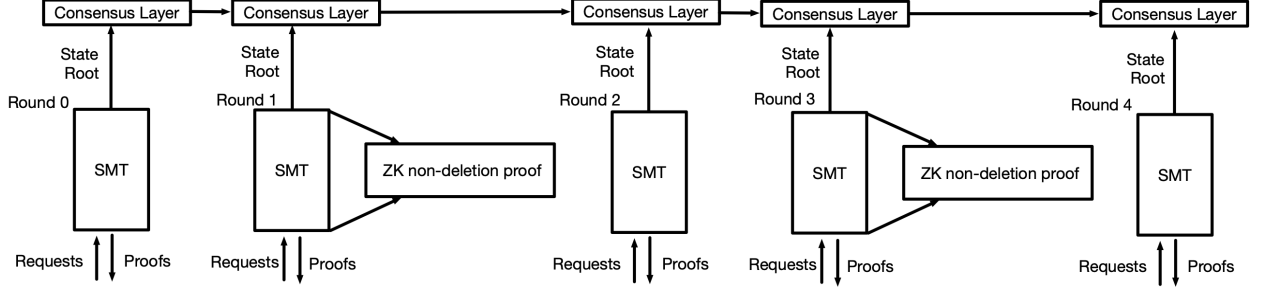 Consensus Layer
Consensus Layer
Consensus Layer
Consensus Layer
Consensus Layer
State
Root
State
Root
State
Root
State
Root
State
Root
Round 0
Round 1
Round 2
Round 3
Round 4
SMT
SMT
ZK non-deletion proof
SMT
SMT
ZK non-deletion proof
SMT
Requests
Proofs
Requests
Proofs
Requests
Proofs
Requests
Proofs
Requests
Proofs